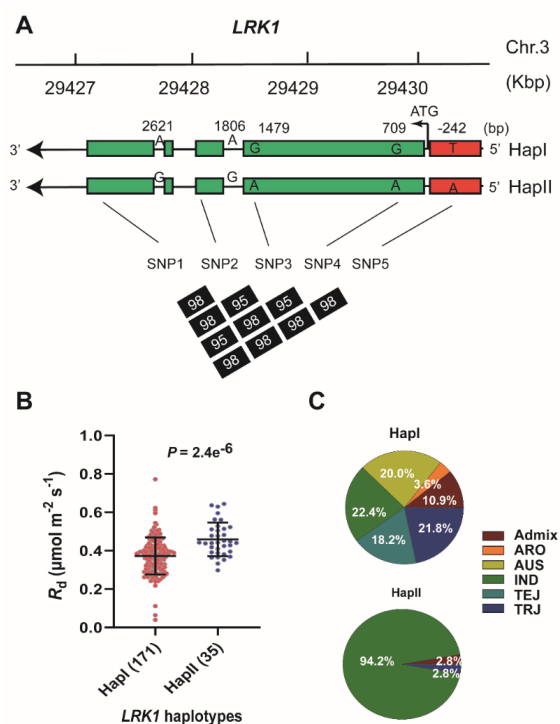 A
LRK1
Chr.3
29427 29428 29429 29430 (Kbp)
ATG
2621 1806 1479 709 -242 (bp)
3' A A G G T 5' HapI
3' G G A A A 5' HapII
SNP1 SNP2 SNP3 SNP4 SNP5
98 95 95 98
98 98 98
95 98
98
B
P = 2.4e-6
Rd (μmol m-2 s-1)
1.0
0.8
0.6
0.4
0.2
0.0
HapI (171) HapII (35)
LRK1 haplotypes
C
HapI
20.0%
3.6%
10.9%
22.4%
21.8%
18.2%
Admix
ARO
AUS
IND
TEJ
TRJ
HapII
94.2%
2.8%
2.8%